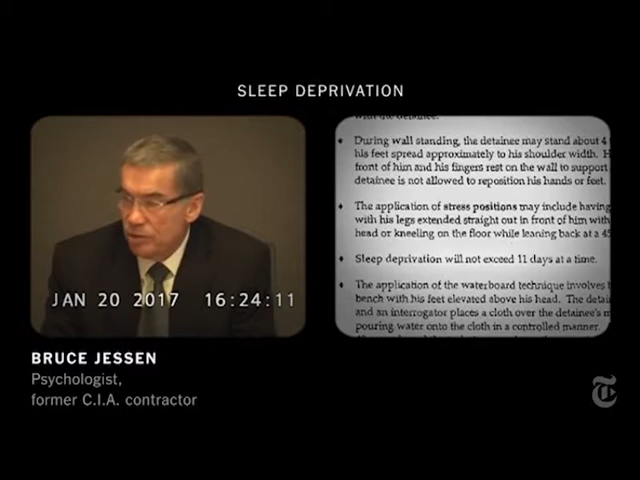 SLEEP DEPRIVATION
JAN 20 2017 16:24:11
BRUCE JESSEN
Psychologist,
former C.I.A. contractor
with the detainee.
♦ During wall standing, the detainee may stand about 4
his feet spread approximately to his shoulder width. H
front of him and his fingers rest on the wall to support
detainee is not allowed to reposition his hands or feet.
♦ The application of stress positions may include having
with his legs extended straight out in front of him with
head or kneeling on the floor while leaning back at a 45
♦ Sleep deprivation will not exceed 11 days at a time.
♦ The application of the waterboard technique involves b
bench with his feet elevated above his head. The detai
and an interrogator places a cloth over the detainee's m
pouring water onto the cloth in a controlled manner.
T